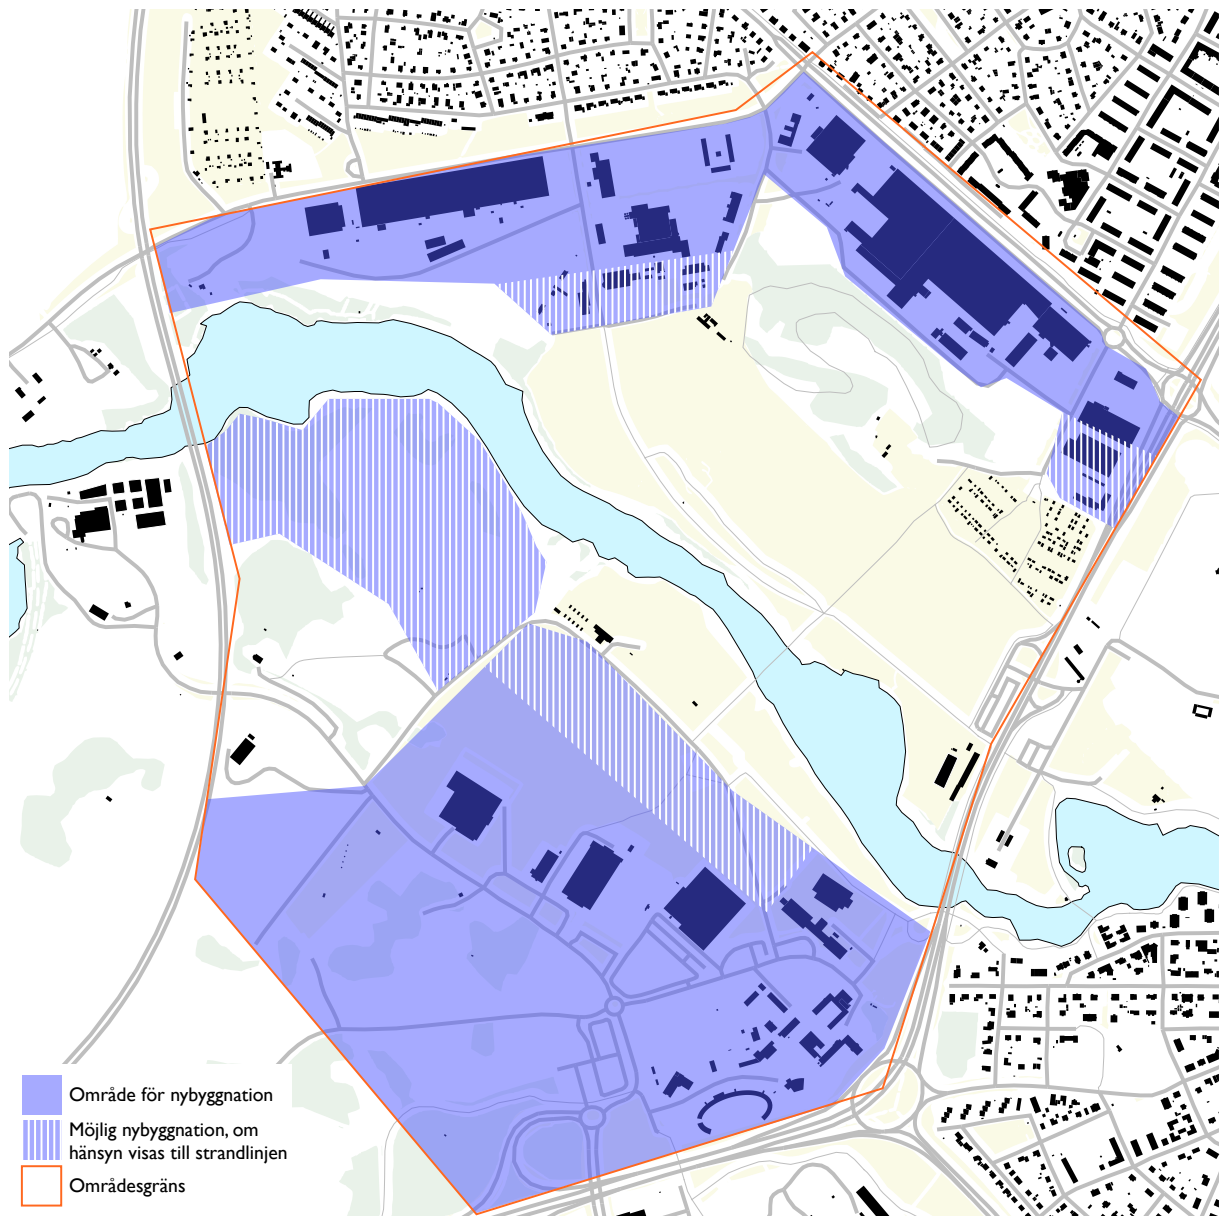 Område för nybyggnation
Möjlig nybyggnation, om
hänsyn visas till strandlinjen
Områdesgräns